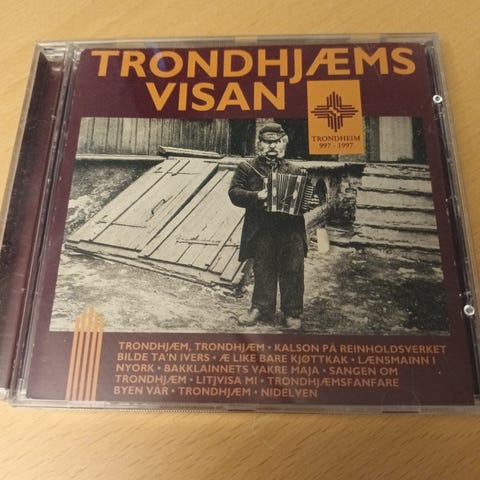 TRONDHJÆMS
VISAN
TRONDHEIM
997 - 1997
TRONDHJÆM, TRONDHJÆM • KALSON PÅ REINHOLDSVERKET
BILDE TA'N IVERS • Æ LIKE BARE KJØTTKAK • LÆNSMAINN I
NYORK • BAKKLAINNETS VAKRE MAJA • SANGEN OM
TRONDHJÆM • LITJVISA MI • TRONDHJÆMSFANFARE
BYEN VÅR • TRONDHJÆM • NIDELVEN